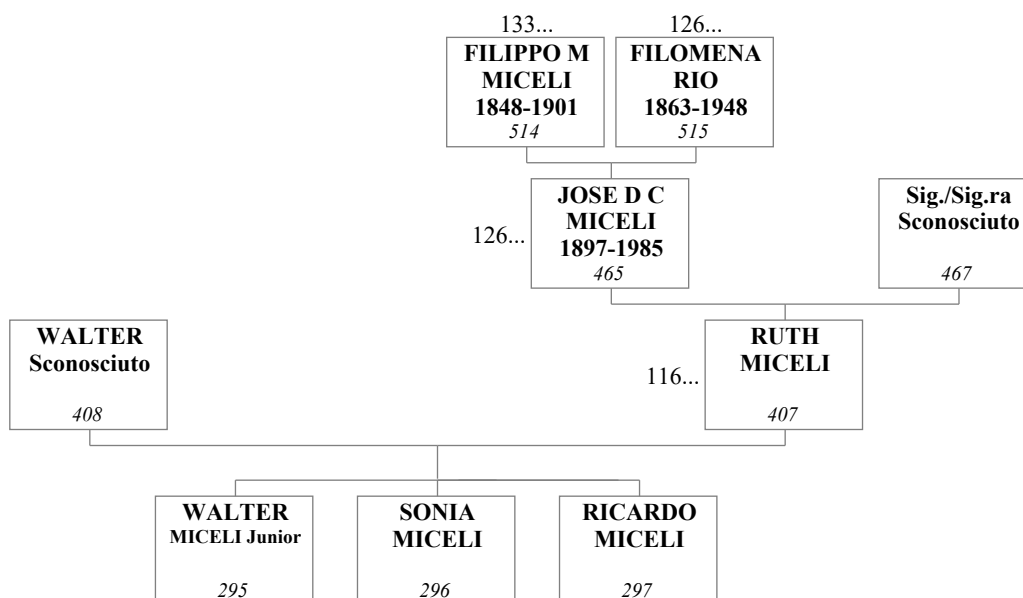 133...
126...
FILIPPO M
MICELI
1848-1901
514
FILOMENA
RIO
1863-1948
515
126...
JOSE D C
MICELI
1897-1985
465
Sig./Sig.ra
Sconosciuto
467
WALTER
Sconosciuto
408
116...
RUTH
MICELI
407
WALTER
MICELI Junior
295
SONIA
MICELI
296
RICARDO
MICELI
297